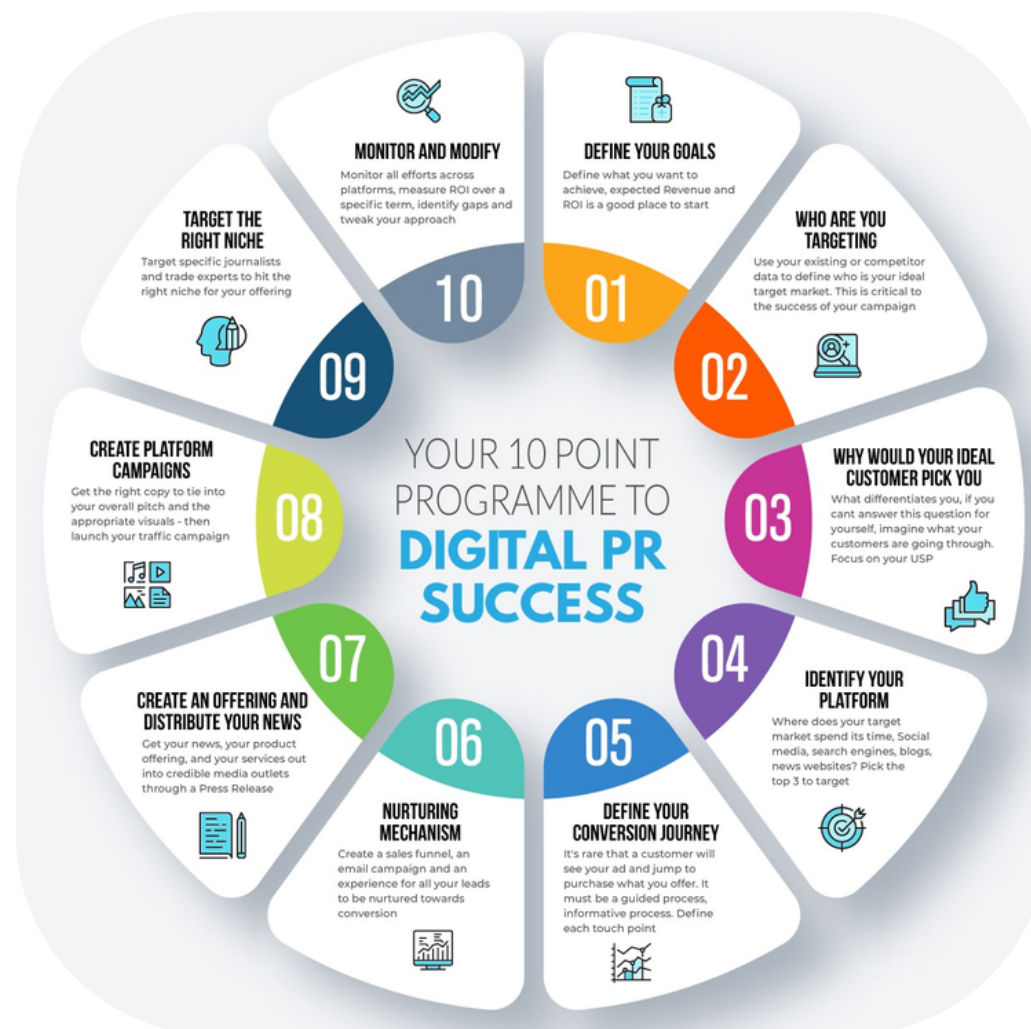 YOUR 10 POINT
PROGRAMME TO
DIGITAL PR
SUCCESS
01
DEFINE YOUR GOALS
Define what you want to
achieve, expected Revenue and
ROI is a good place to start
02
WHO ARE YOU
TARGETING
Use your existing or competitor
data to define who is your ideal
target market. This is critical to
the success of your campaign
03
WHY WOULD YOUR IDEAL
CUSTOMER PICK YOU
What differentiates you, if you
cant answer this question for
yourself, imagine what your
customers are going through.
Focus on your USP
04
IDENTIFY YOUR
PLATFORM
Where does your target
market spend its time, Social
media, search engines, blogs,
news websites? Pick the
top 3 to target
05
DEFINE YOUR
CONVERSION JOURNEY
It's rare that a customer will
see your ad and jump to
purchase what you offer. It
must be a guided process,
informative process. Define
each touch point
06
NURTURING
MECHANISM
Create a sales funnel, an
email campaign and an
experience for all your leads
to be nurtured towards
conversion
07
CREATE AN OFFERING AND
DISTRIBUTE YOUR NEWS
Get your news, your product
offering, and your services out
into credible media outlets
through a Press Release
08
CREATE PLATFORM
CAMPAIGNS
Get the right copy to tie into
your overall pitch and the
appropriate visuals - then
launch your traffic campaign
09
TARGET THE
RIGHT NICHE
Target specific journalists
and trade experts to hit the
right niche for your offering
10
MONITOR AND MODIFY
Monitor all efforts across
platforms, measure ROI over a
specific term, identify gaps and
tweak your approach